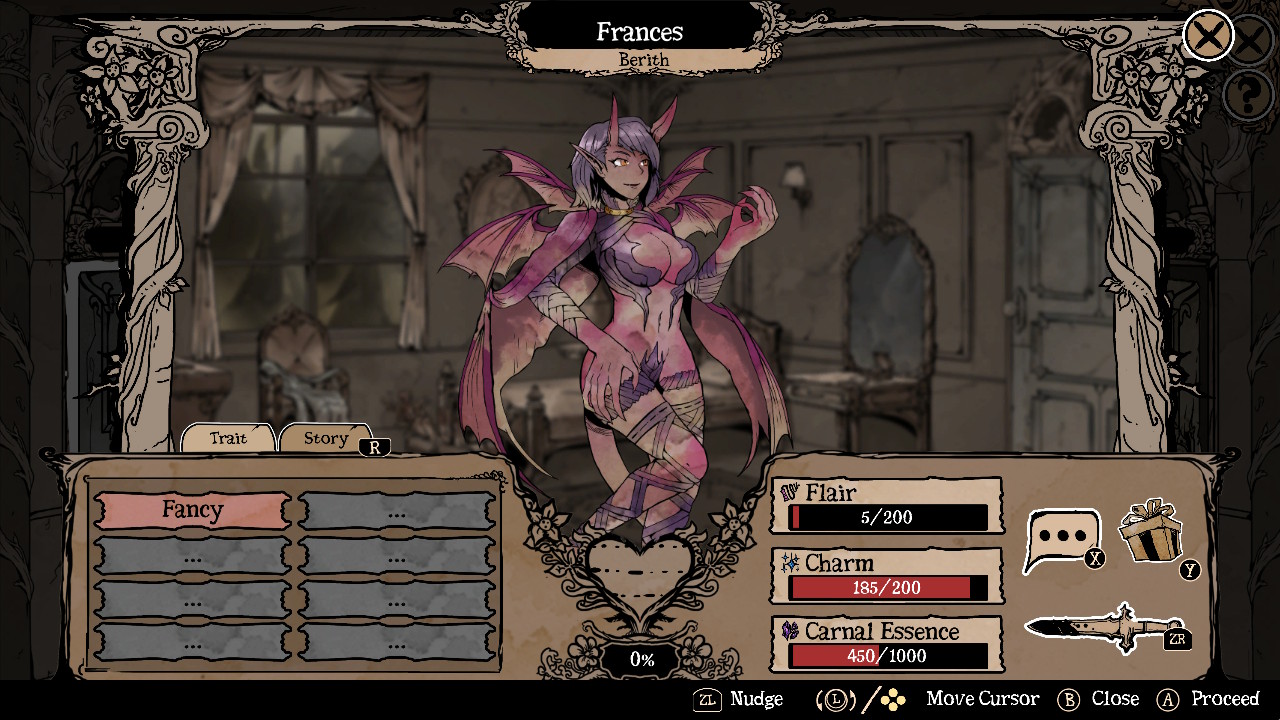 Frances
Berith
?
Trait
Story
R
Fancy
...
...
...
...
...
...
...
Flair
5/200
Charm
185/200
Carnal Essence
450/1000
X
Y
ZR
0%
ZL Nudge
L / Move Cursor
B Close
A Proceed